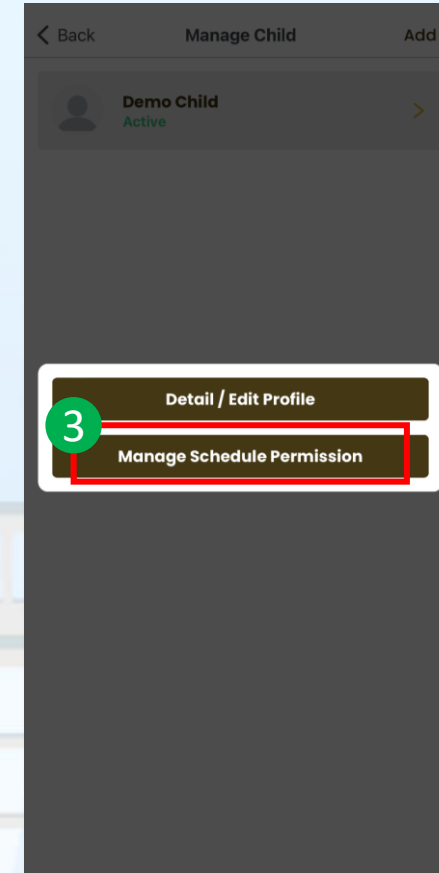 Back Manage Child Add
Demo Child
Active
Detail / Edit Profile
3
Manage Schedule Permission